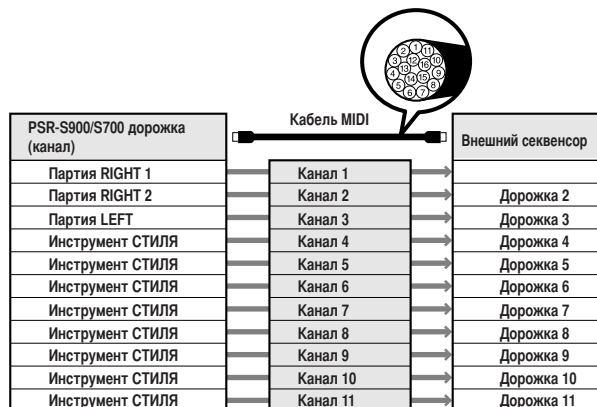 2 1 11
3 12 10
13 16
4 14 15 9
5 8
6 7
Кабель MIDI
PSR-S900/S700 дорожка
(канал)
Внешний секвенсор
Партия RIGHT 1 Канал 1
Партия RIGHT 2 Канал 2 Дорожка 2
Партия LEFT Канал 3 Дорожка 3
Инструмент СТИЛЯ Канал 4 Дорожка 4
Инструмент СТИЛЯ Канал 5 Дорожка 5
Инструмент СТИЛЯ Канал 6 Дорожка 6
Инструмент СТИЛЯ Канал 7 Дорожка 7
Инструмент СТИЛЯ Канал 8 Дорожка 8
Инструмент СТИЛЯ Канал 9 Дорожка 9
Инструмент СТИЛЯ Канал 10 Дорожка 10
Инструмент СТИЛЯ Канал 11 Дорожка 11